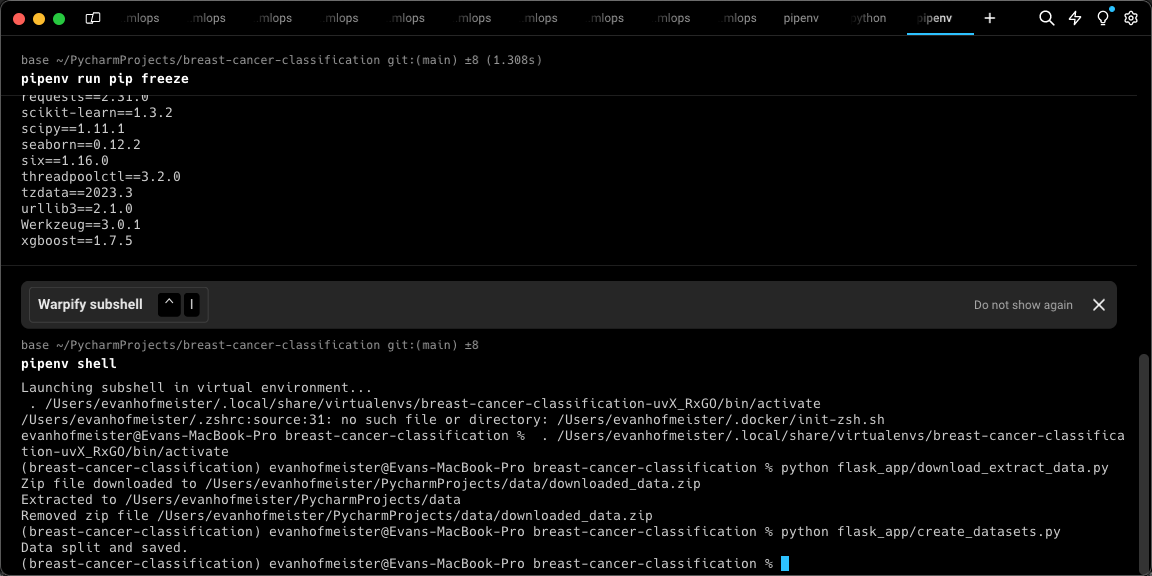 .mlops .mlops .mlops .mlops .mlops .mlops .mlops .mlops .mlops .mlops pipenv python pipenv +
base ~/PycharmProjects/breast-cancer-classification git:(main) ±8 (1.308s)
pipenv run pip freeze
requests==2.31.0
scikit-learn==1.3.2
scipy==1.11.1
seaborn==0.12.2
six==1.16.0
threadpoolctl==3.2.0
tzdata==2023.3
urllib3==2.1.0
Werkzeug==3.0.1
xgboost==1.7.5
Warpify subshell ^ I Do not show again
base ~/PycharmProjects/breast-cancer-classification git:(main) ±8
pipenv shell
Launching subshell in virtual environment...
 . /Users/evanhofmeister/.local/share/virtualenvs/breast-cancer-classification-uvX_RxGO/bin/activate
/Users/evanhofmeister/.zshrc:source:31: no such file or directory: /Users/evanhofmeister/.docker/init-zsh.sh
evanhofmeister@Evans-MacBook-Pro breast-cancer-classification %  . /Users/evanhofmeister/.local/share/virtualenvs/breast-cancer-classifica
tion-uvX_RxGO/bin/activate
(breast-cancer-classification) evanhofmeister@Evans-MacBook-Pro breast-cancer-classification % python flask_app/download_extract_data.py
Zip file downloaded to /Users/evanhofmeister/PycharmProjects/data/downloaded_data.zip
Extracted to /Users/evanhofmeister/PycharmProjects/data
Removed zip file /Users/evanhofmeister/PycharmProjects/data/downloaded_data.zip
(breast-cancer-classification) evanhofmeister@Evans-MacBook-Pro breast-cancer-classification % python flask_app/create_datasets.py
Data split and saved.
(breast-cancer-classification) evanhofmeister@Evans-MacBook-Pro breast-cancer-classification %